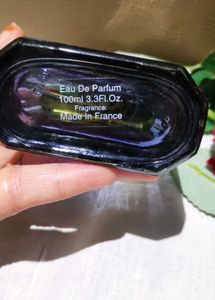 Eau De Parfum
100ml 3.3Fl.Oz.
Fragrance:
Made In France